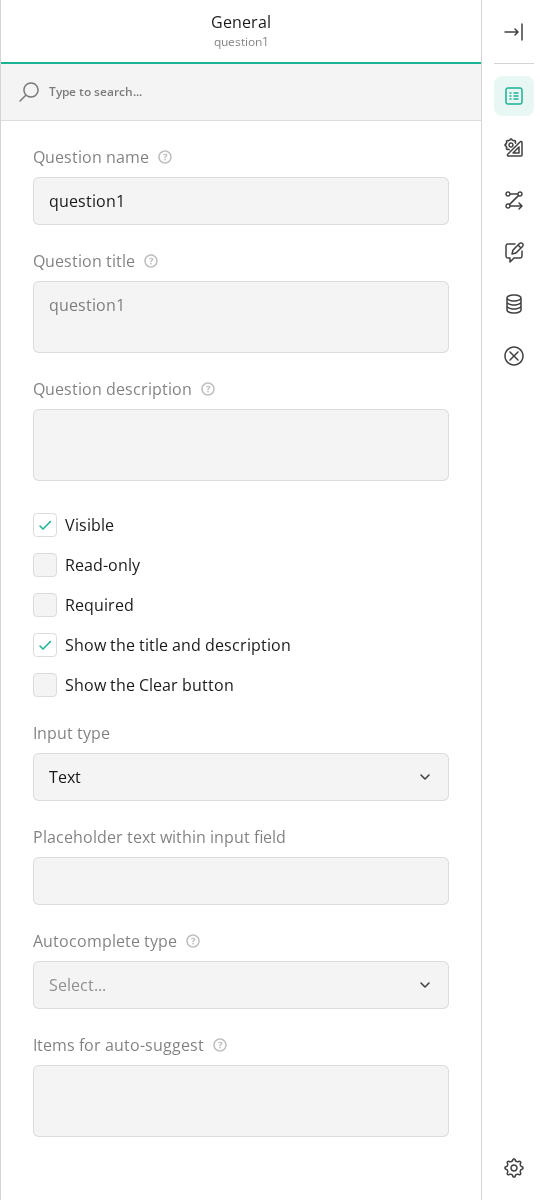 General
question1
Type to search...
Question name
question1
Question title
question1
Question description
Visible
Read-only
Required
Show the title and description
Show the Clear button
Input type
Text
Placeholder text within input field
Autocomplete type
Select...
Items for auto-suggest